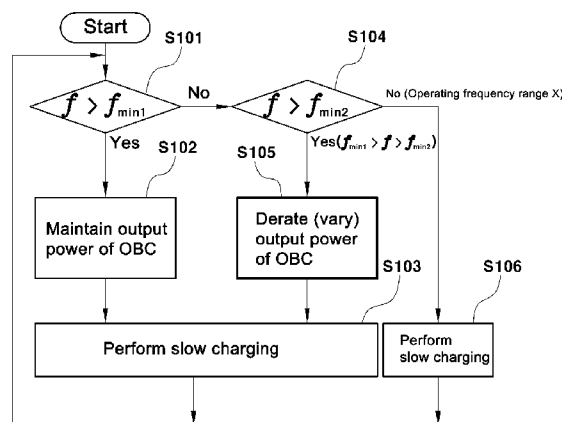 Start
S101
S104
f > fmin1
No
f > fmin2
No (Operating frequency range X)
Yes
S102
S105
Yes(fmin1 > f > fmin2)
Maintain output
power of OBC
Derate (vary)
output power
of OBC
S103
S106
Perform slow charging
Perform
slow charging